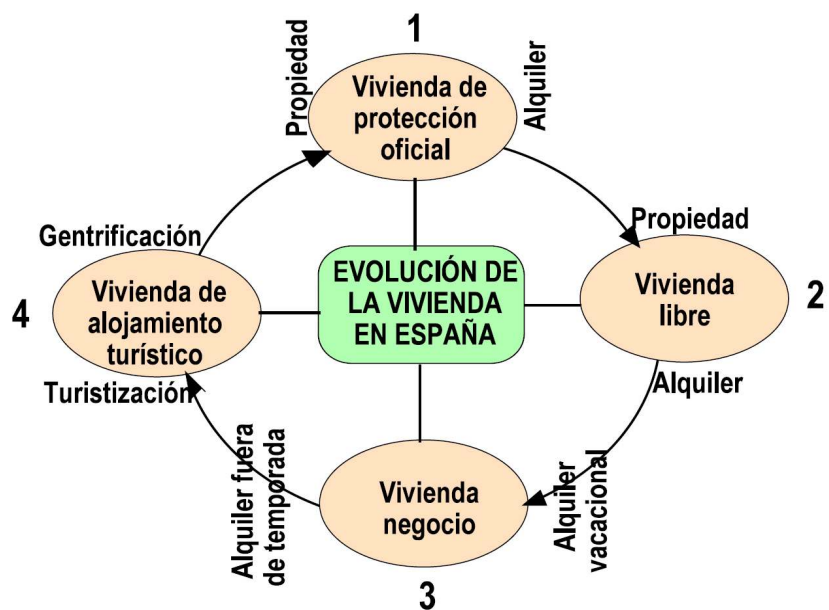 1
Propiedad
Vivienda de
protección
oficial
Alquiler
Propiedad
Vivienda
libre
2
Alquiler
EVOLUCIÓN DE
LA VIVIENDA
EN ESPAÑA
Gentrificación
4
Vivienda de
alojamiento
turístico
Turistización
Alquiler fuera
de temporada
Vivienda
negocio
Alquiler
vacacional
3